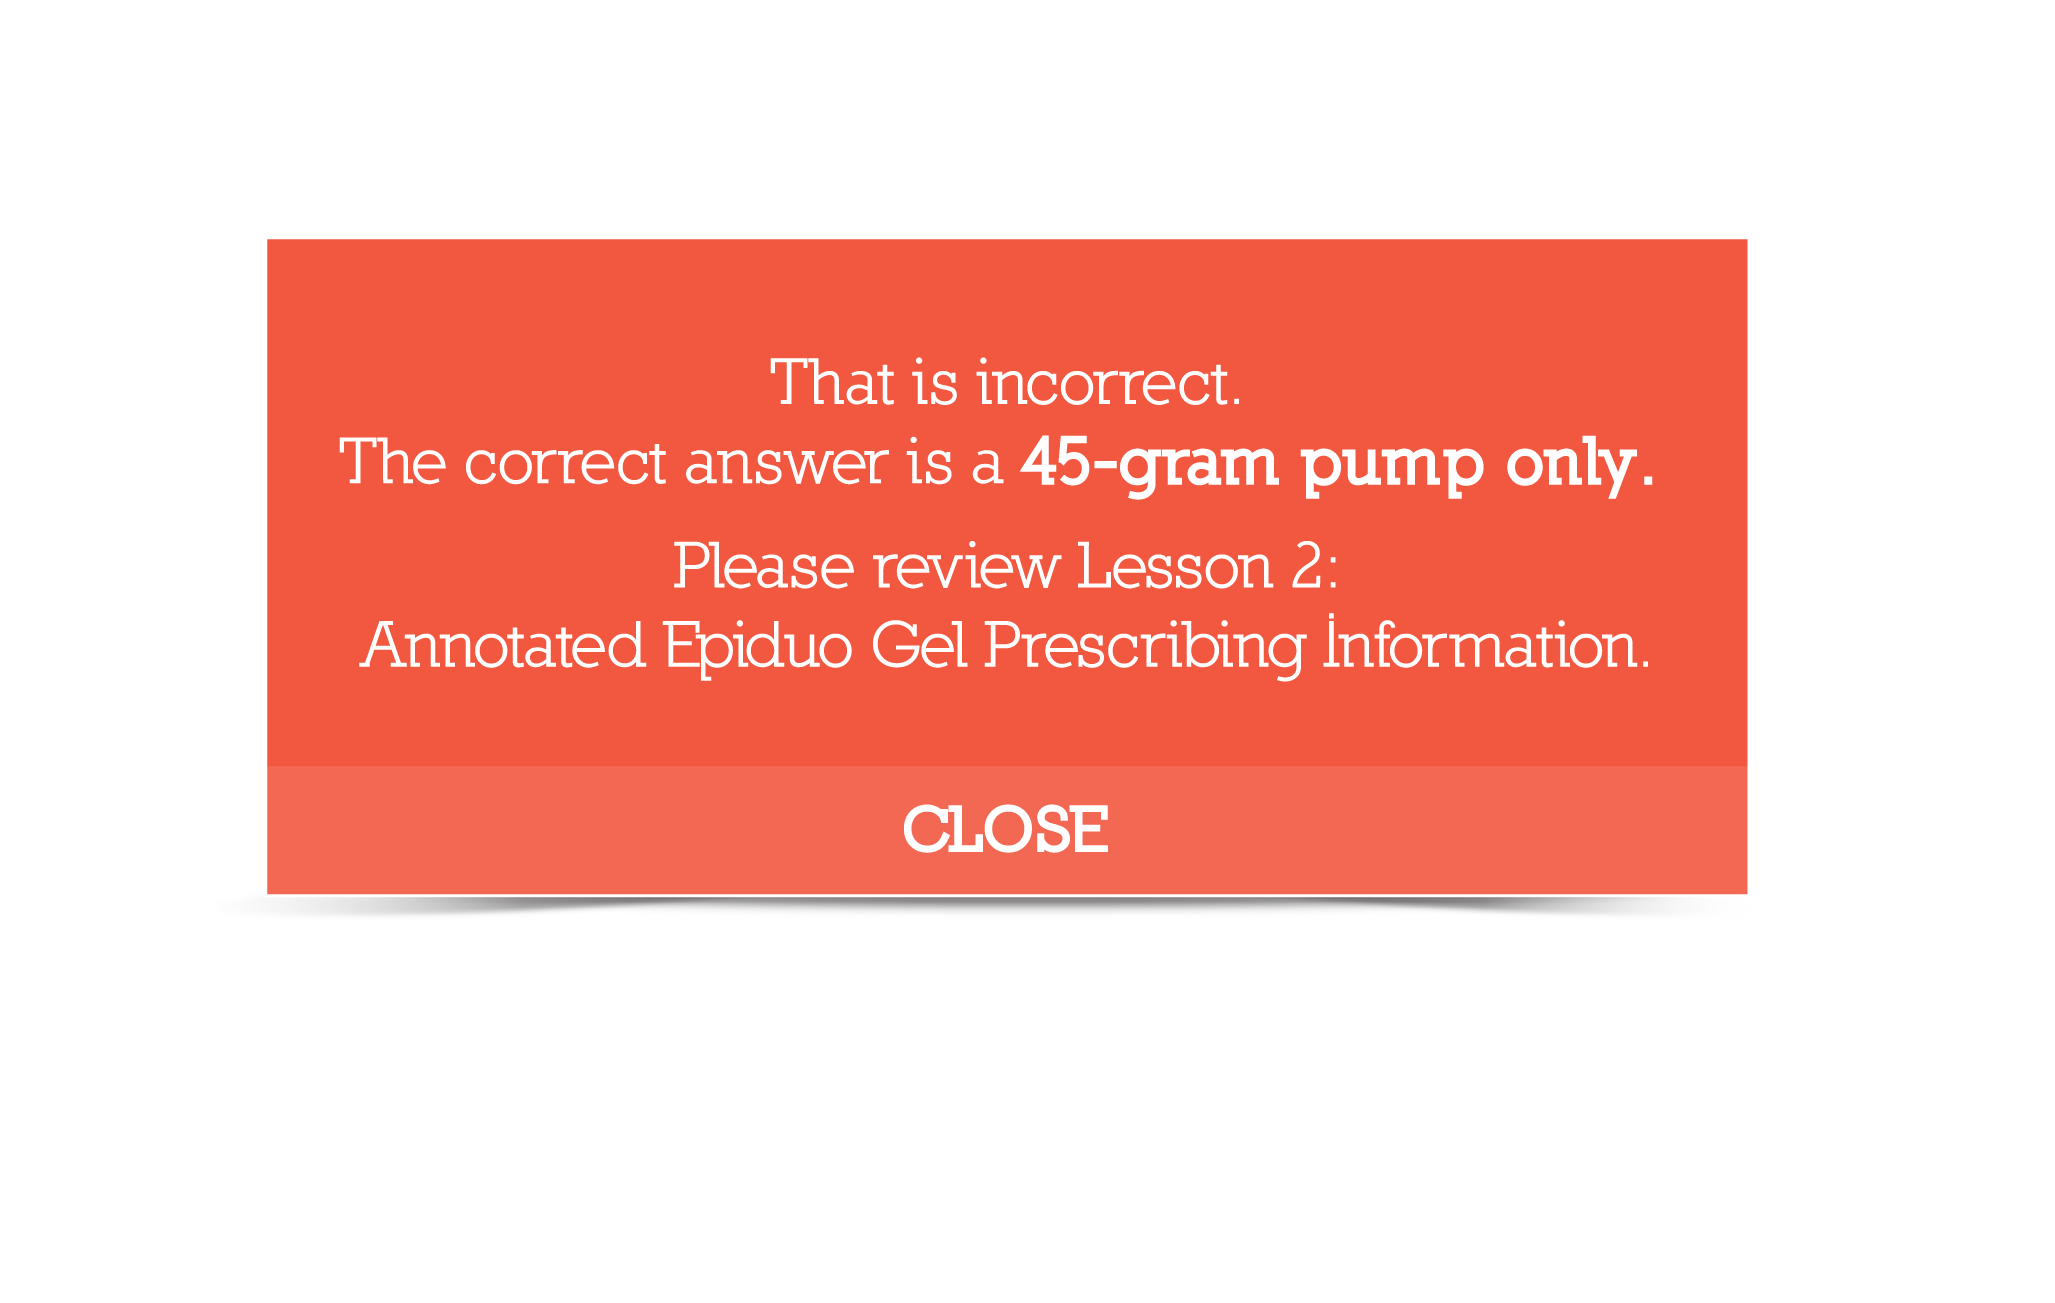 That is incorrect.
The correct answer is a 45-gram pump only.
Please review Lesson 2:
Annotated Epiduo Gel Prescribing İnformation.
CLOSE